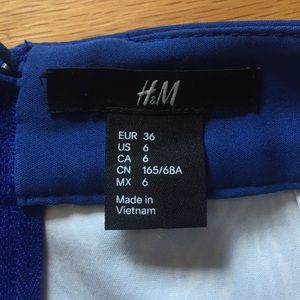 H&M
EUR 36
US 6
CA 6
CN 165/68A
MX 6
Made in
Vietnam